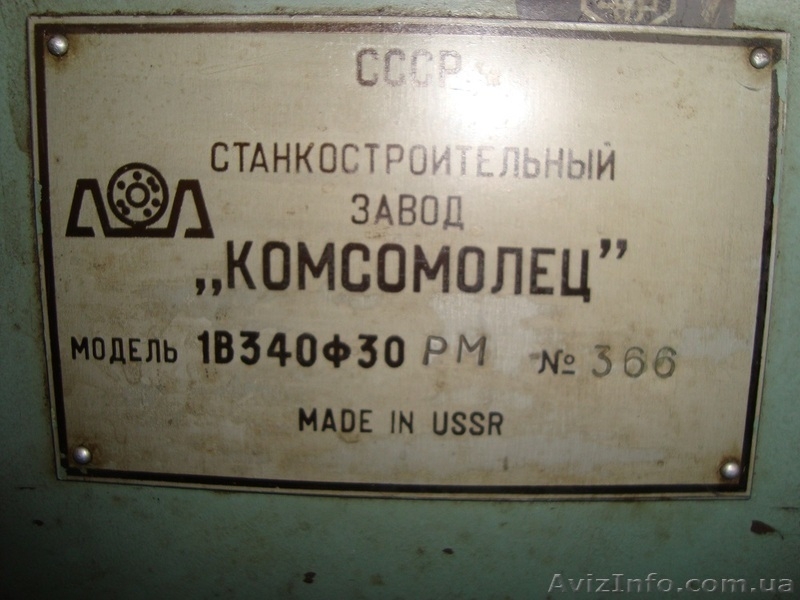 СССР
СТАНКОСТРОИТЕЛЬНЫЙ
ЗАВОД
„КОМСОМОЛЕЦ”
МОДЕЛЬ 1В340Ф30 РМ № 366
MADE IN USSR
AvizInfo.com.ua